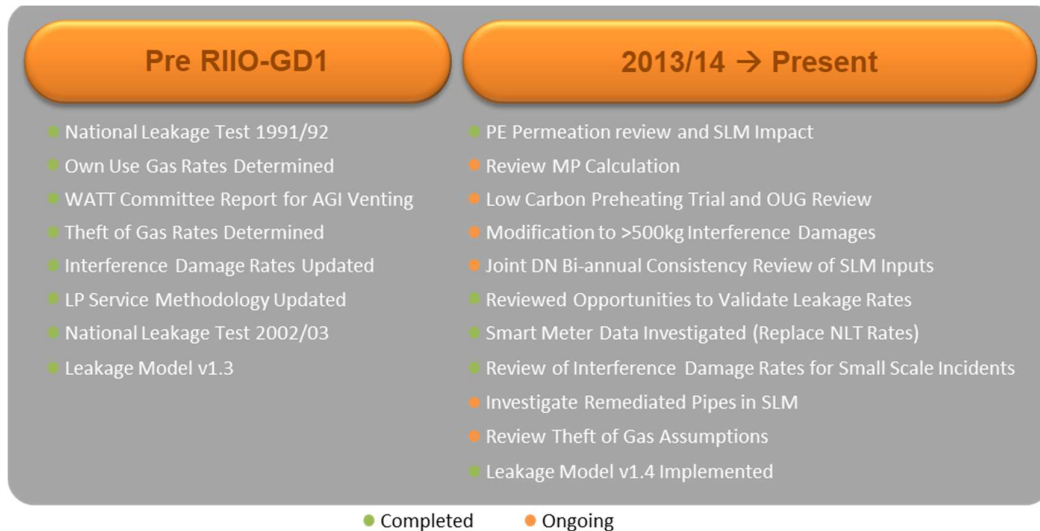 Pre RIIO-GD1
National Leakage Test 1991/92
Own Use Gas Rates Determined
WATT Committee Report for AGI Venting
Theft of Gas Rates Determined
Interference Damage Rates Updated
LP Service Methodology Updated
National Leakage Test 2002/03
Leakage Model v1.3
2013/14 → Present
PE Permeation review and SLM Impact
Review MP Calculation
Low Carbon Preheating Trial and OUG Review
Modification to >500kg Interference Damages
Joint DN Bi-annual Consistency Review of SLM Inputs
Reviewed Opportunities to Validate Leakage Rates
Smart Meter Data Investigated (Replace NLT Rates)
Review of Interference Damage Rates for Small Scale Incidents
Investigate Remediated Pipes in SLM
Review Theft of Gas Assumptions
Leakage Model v1.4 Implemented
Completed
Ongoing